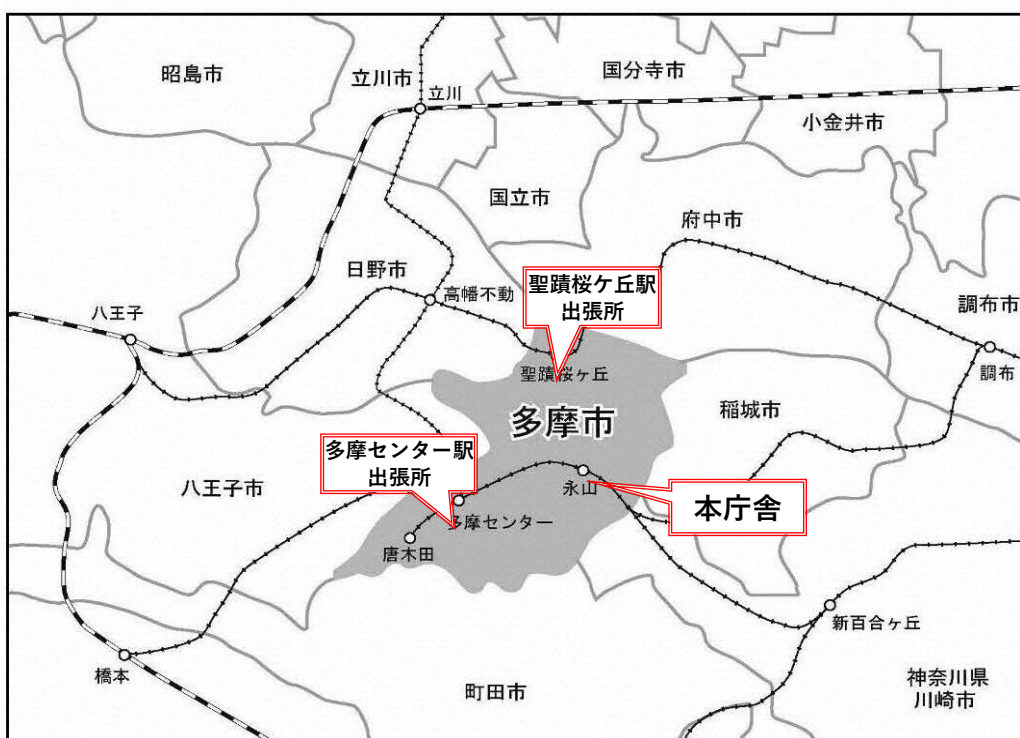 昭島市
立川市
立川
国分寺市
小金井市
国立市
府中市
日野市
高幡不動
聖蹟桜ケ丘駅
出張所
八王子
調布市
調布
聖蹟桜ヶ丘
多摩市
稲城市
多摩センター駅
出張所
八王子市
永山
本庁舎
多摩センター
唐木田
新百合ヶ丘
橋本
町田市
神奈川県
川崎市